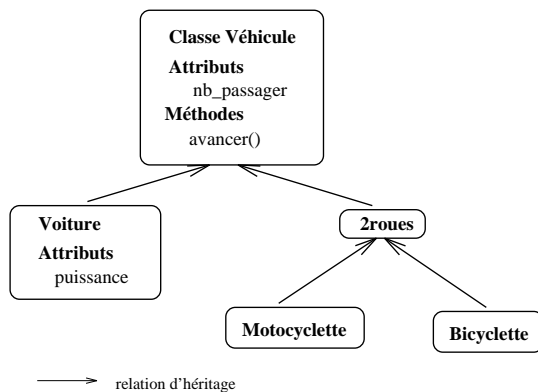 Classe Véhicule
Attributs
nb_passager
Méthodes
avancer()
Voiture
Attributs
puissance
2roues
Motocyclette
Bicyclette
relation d'héritage